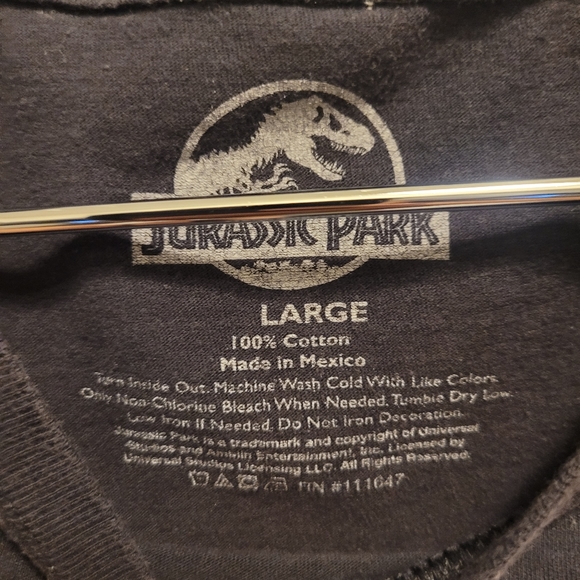 JURASSIC PARK
LARGE
100% Cotton
Made in Mexico
Turn Inside Out. Machine Wash Cold With Like Colors.
Only Non-Chlorine Bleach When Needed. Tumble Dry Low.
Low Iron If Needed. Do Not Iron Decoration.
Jurassic Park is a trademark and copyright of Universal
Studios and Amblin Entertainment, Inc. Licensed by
Universal Studios Licensing LLC. All Rights Reserved.
FIN #111647